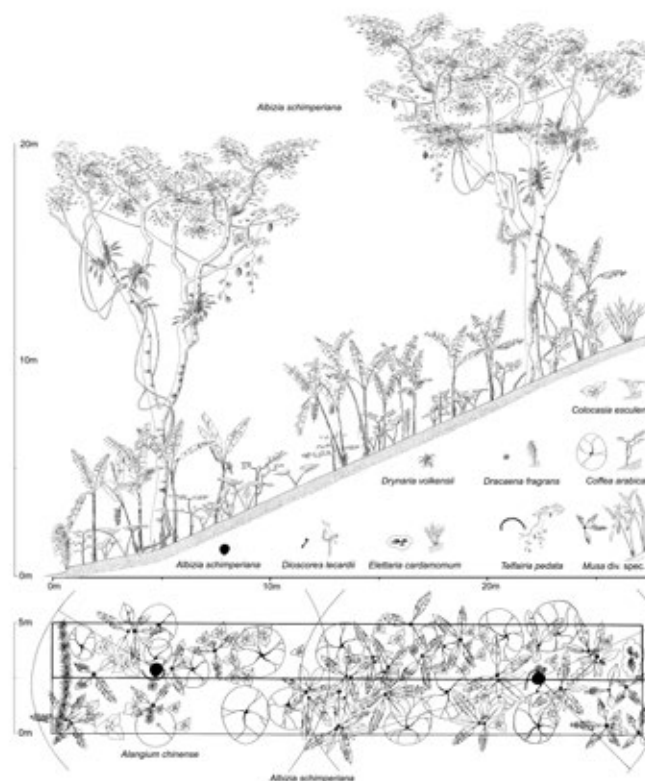 Albizia schimperiana
20m
10m
Colocasia esculen
Drynaria volkensii Dracaena fragrans Coffea arabica
Albizia schimperiana Dioscorea lecardii Elettaria cardamomum Telfairia pedata Musa div. spec.
0m
0m 10m 20m
5m
0m
Alangium chinense
Albizia schimperiana